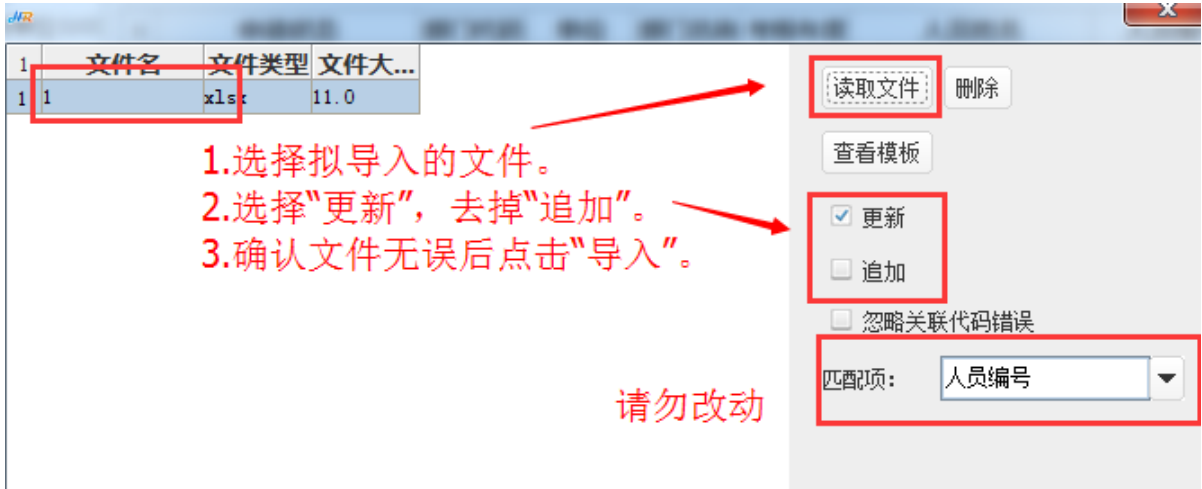 HR
1 文件名 文件类型 文件大...
1 1 xlsx 11.0
读取文件 删除
查看模板
1.选择拟导入的文件。
2.选择“更新”，去掉“追加”。
3.确认文件无误后点击“导入”。
更新
追加
忽略关联代码错误
匹配项： 人员编号
请勿改动